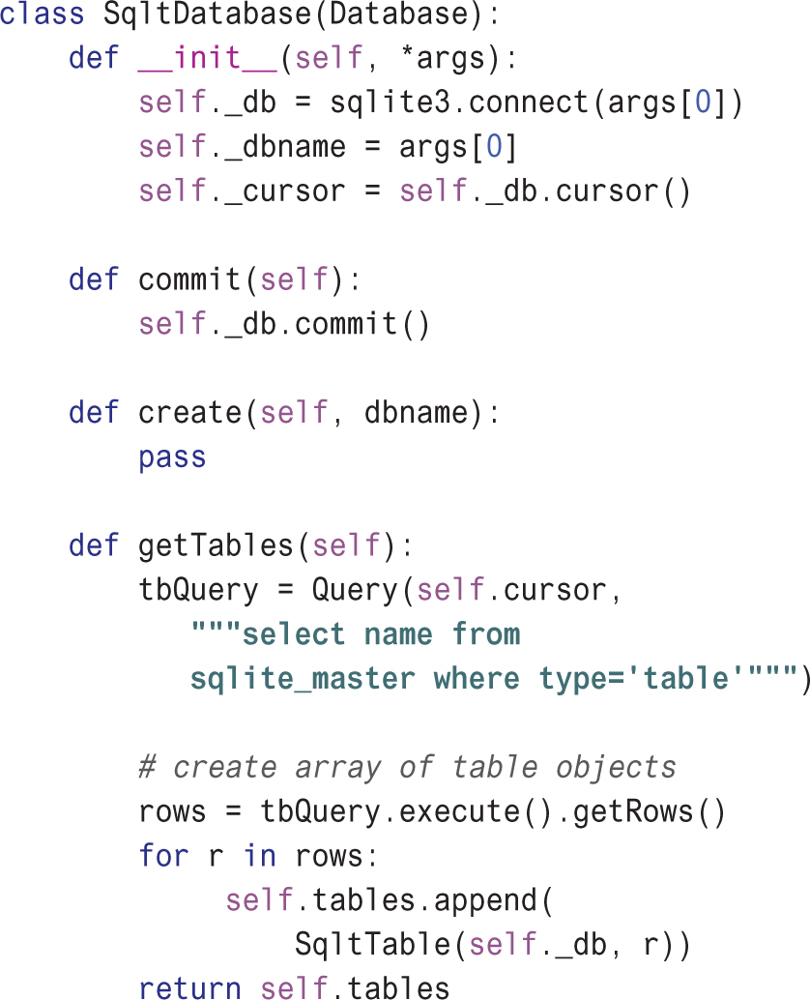 class SqltDatabase(Database):
    def __init__(self, *args):
        self._db = sqlite3.connect(args[0])
        self._dbname = args[0]
        self._cursor = self._db.cursor()

    def commit(self):
        self._db.commit()

    def create(self, dbname):
        pass

    def getTables(self):
        tbQuery = Query(self.cursor,
           """select name from
           sqlite_master where type='table'""")

        # create array of table objects
        rows = tbQuery.execute().getRows()
        for r in rows:
             self.tables.append(
                 SqltTable(self._db, r))
        return self.tables